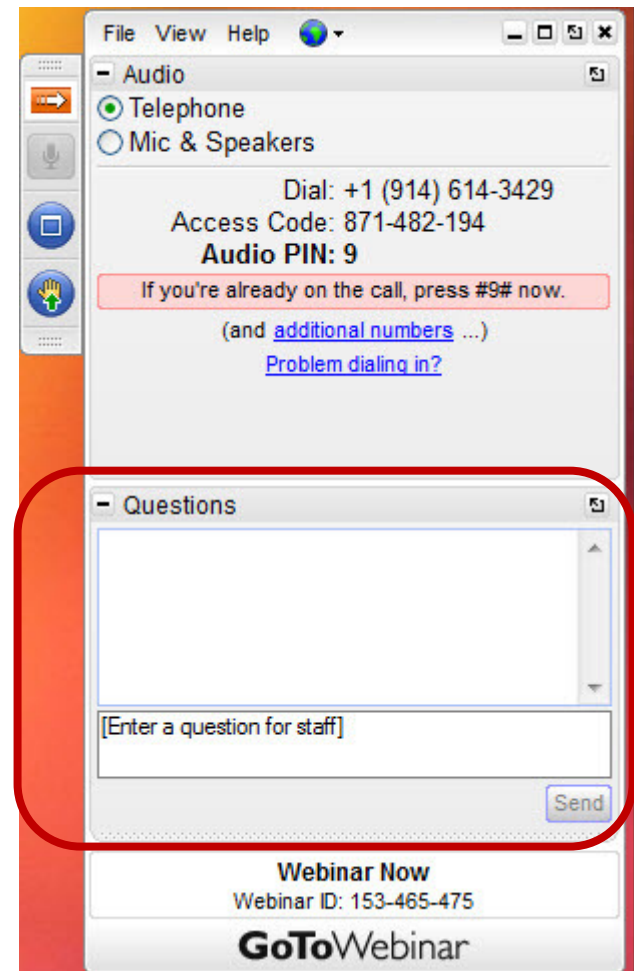 File View Help
Audio
Telephone
Mic & Speakers
Dial: +1 (914) 614-3429
Access Code: 871-482-194
Audio PIN: 9
If you're already on the call, press #9# now.
(and additional numbers ...)
Problem dialing in?
Questions
[Enter a question for staff]
Send
Webinar Now
Webinar ID: 153-465-475
GoToWebinar